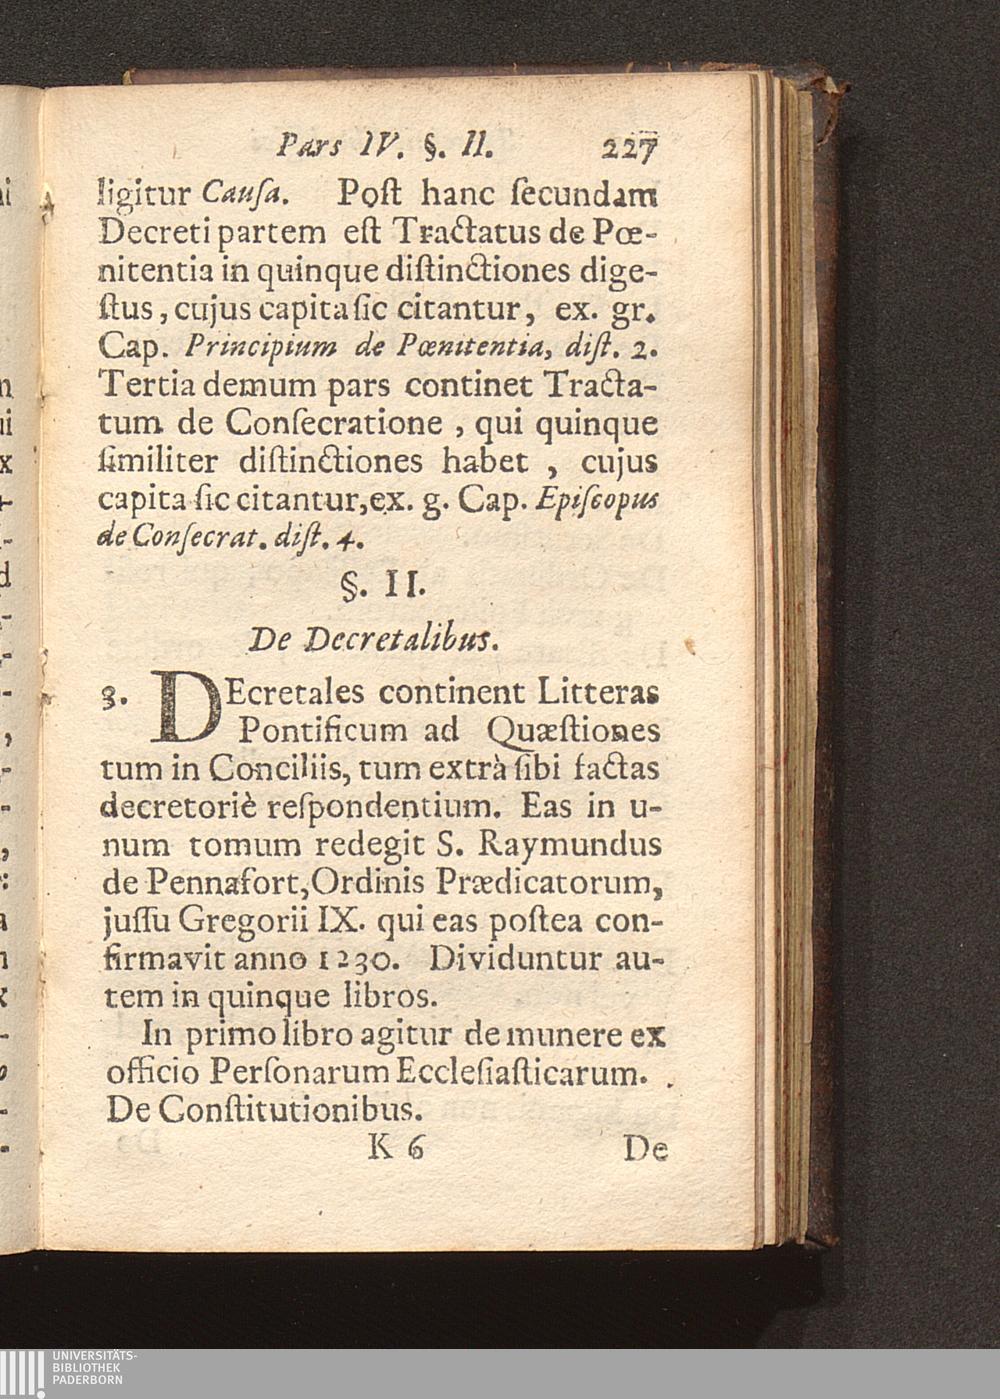 Pars IV. §. II. 227
ligitur Cauſa. Poſt hanc ſecundam
Decreti partem eſt Tractatus de Pœ-
nitentia in quinque diſtinctiones dige-
ſtus, cujus capita ſic citantur, ex. gr.
Cap. Principium de Pœnitentia, diſt. 2.
Tertia demum pars continet Tracta-
tum de Conſecratione, qui quinque
ſimiliter diſtinctiones habet, cujus
capita ſic citantur, ex. g. Cap. Epiſcopus
de Conſecrat. diſt. 4.
§. II.
De Decretalibus.
3. DEcretales continent Litteras
Pontificum ad Quæſtiones
tum in Conciliis, tum extrà ſibi factas
decretoriè reſpondentium. Eas in u-
num tomum redegit S. Raymundus
de Pennafort, Ordinis Prædicatorum,
juſſu Gregorii IX. qui eas poſtea con-
firmavit anno 1230. Dividuntur au-
tem in quinque libros.
In primo libro agitur de munere ex
officio Perſonarum Eccleſiaſticarum.
De Conſtitutionibus.
K 6 De
UNIVERSITÄTS-
BIBLIOTHEK
PADERBORN